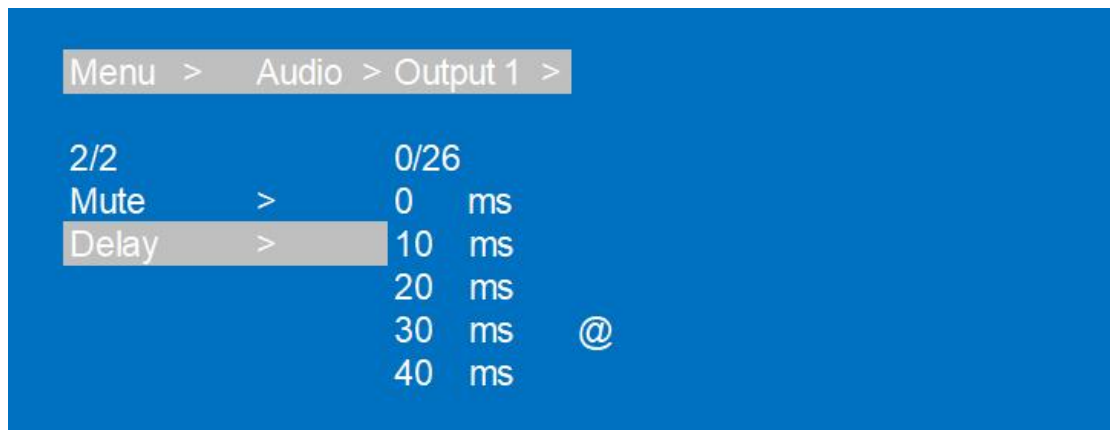 Menu > Audio > Output 1 >
2/2 0/26
Mute > 0 ms
Delay > 10 ms
20 ms
30 ms @
40 ms